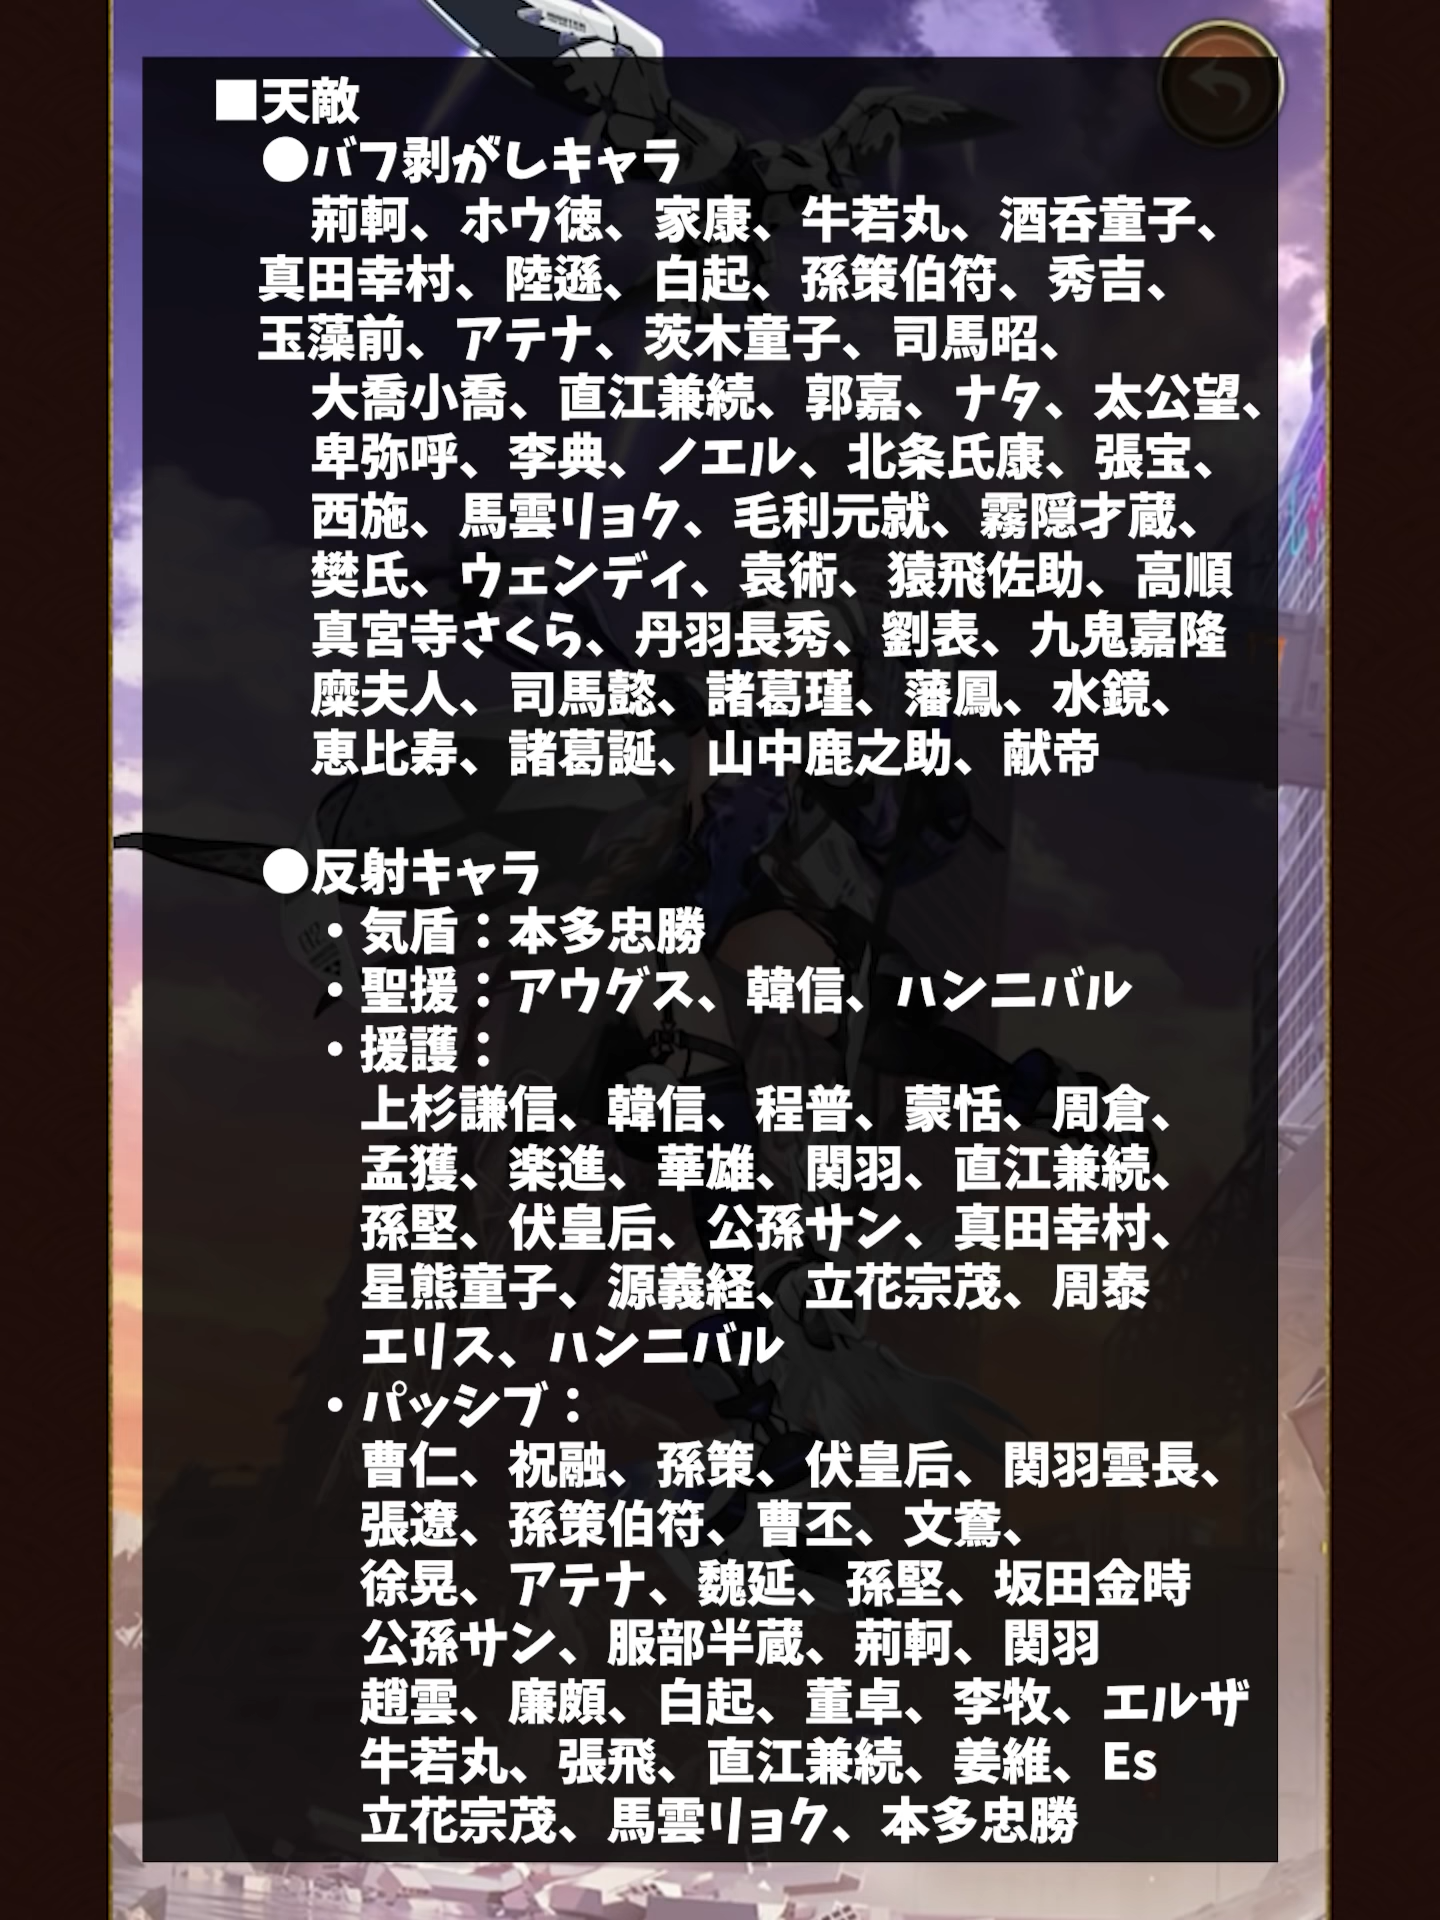 ■天敵
●バフ剥がしキャラ
荊軻、ホウ徳、家康、牛若丸、酒呑童子、
真田幸村、陸遜、白起、孫策伯符、秀吉、
玉藻前、アテナ、茨木童子、司馬昭、
大喬小喬、直江兼続、郭嘉、ナタ、太公望、
卑弥呼、李典、ノエル、北条氏康、張宝、
西施、馬雲リョク、毛利元就、霧隠才蔵、
樊氏、ウェンディ、袁術、猿飛佐助、高順
真宮寺さくら、丹羽長秀、劉表、九鬼嘉隆
糜夫人、司馬懿、諸葛瑾、藩鳳、水鏡、
恵比寿、諸葛誕、山中鹿之助、献帝
●反射キャラ
・気盾：本多忠勝
・聖援：アウグス、韓信、ハンニバル
・援護：
上杉謙信、韓信、程普、蒙恬、周倉、
孟獲、楽進、華雄、関羽、直江兼続、
孫堅、伏皇后、公孫サン、真田幸村、
星熊童子、源義経、立花宗茂、周泰
エリス、ハンニバル
・パッシブ：
曹仁、祝融、孫策、伏皇后、関羽雲長、
張遼、孫策伯符、曹丕、文鴦、
徐晃、アテナ、魏延、孫堅、坂田金時
公孫サン、服部半蔵、荊軻、関羽
趙雲、廉頗、白起、董卓、李牧、エルザ
牛若丸、張飛、直江兼続、姜維、Es
立花宗茂、馬雲リョク、本多忠勝